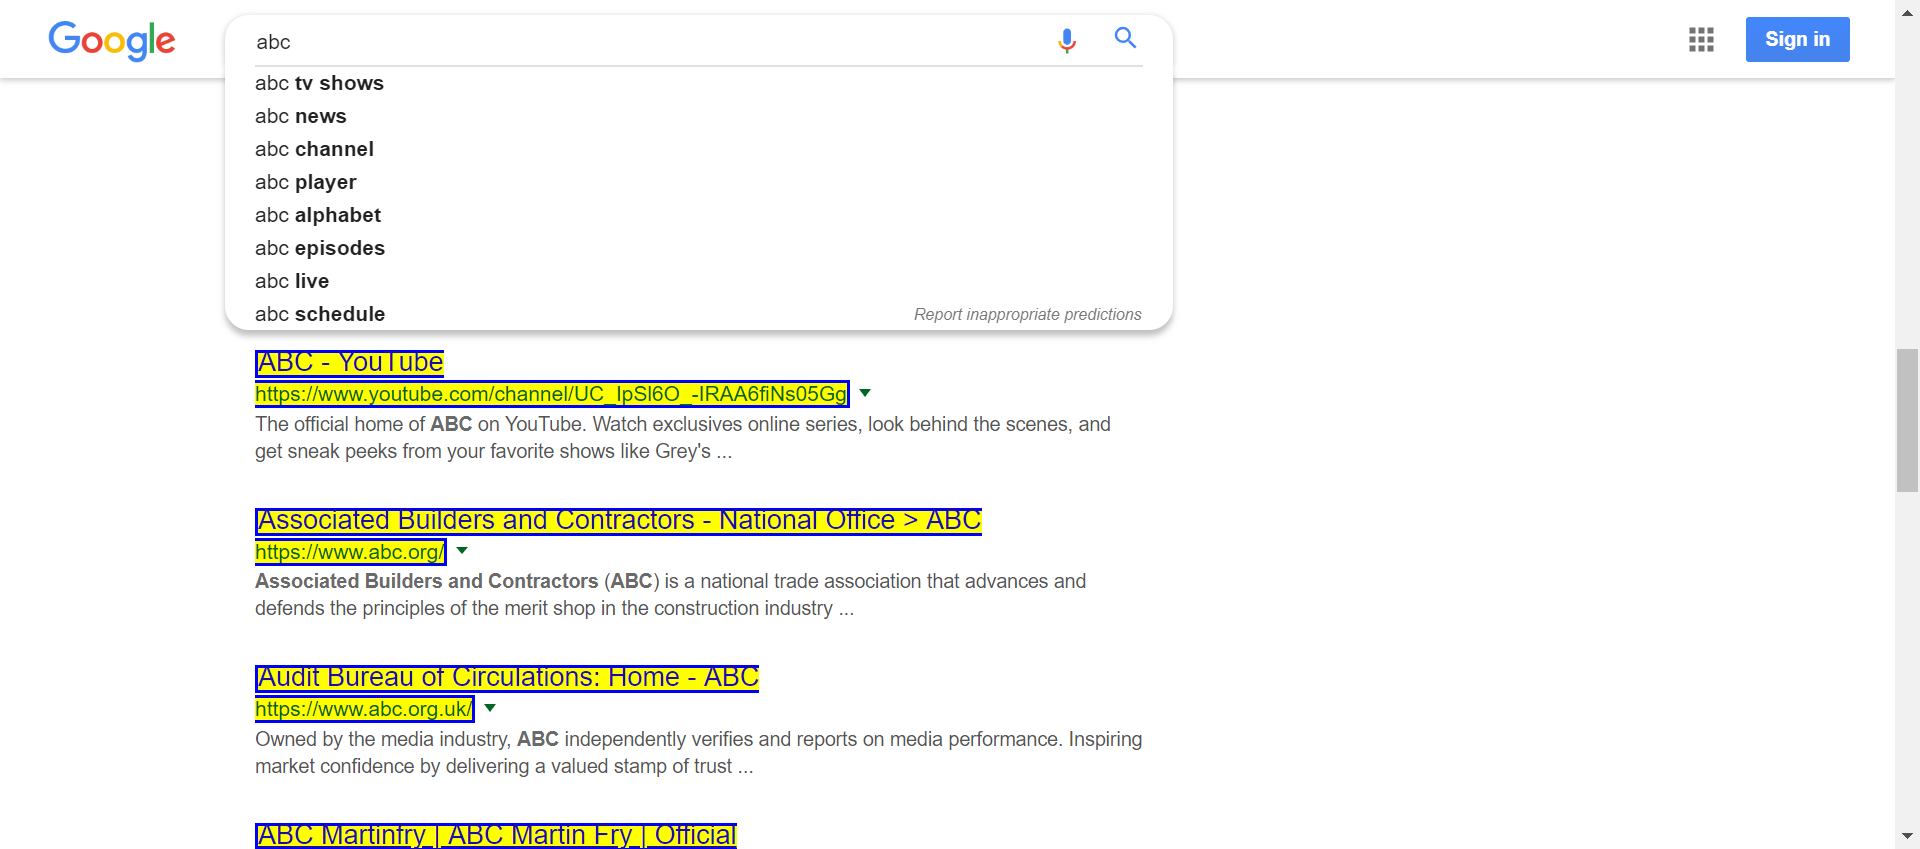 Google
abc
Sign in
abc tv shows
abc news
abc channel
abc player
abc alphabet
abc episodes
abc live
abc schedule
Report inappropriate predictions
ABC - YouTube
https://www.youtube.com/channel/UC_IpSl6O_-IRAA6fiNs05Gg
The official home of ABC on YouTube. Watch exclusives online series, look behind the scenes, and
get sneak peeks from your favorite shows like Grey's ...
Associated Builders and Contractors - National Office > ABC
https://www.abc.org/
Associated Builders and Contractors (ABC) is a national trade association that advances and
defends the principles of the merit shop in the construction industry ...
Audit Bureau of Circulations: Home - ABC
https://www.abc.org.uk/
Owned by the media industry, ABC independently verifies and reports on media performance. Inspiring
market confidence by delivering a valued stamp of trust ...
ABC Martinfry | ABC Martin Fry | Official